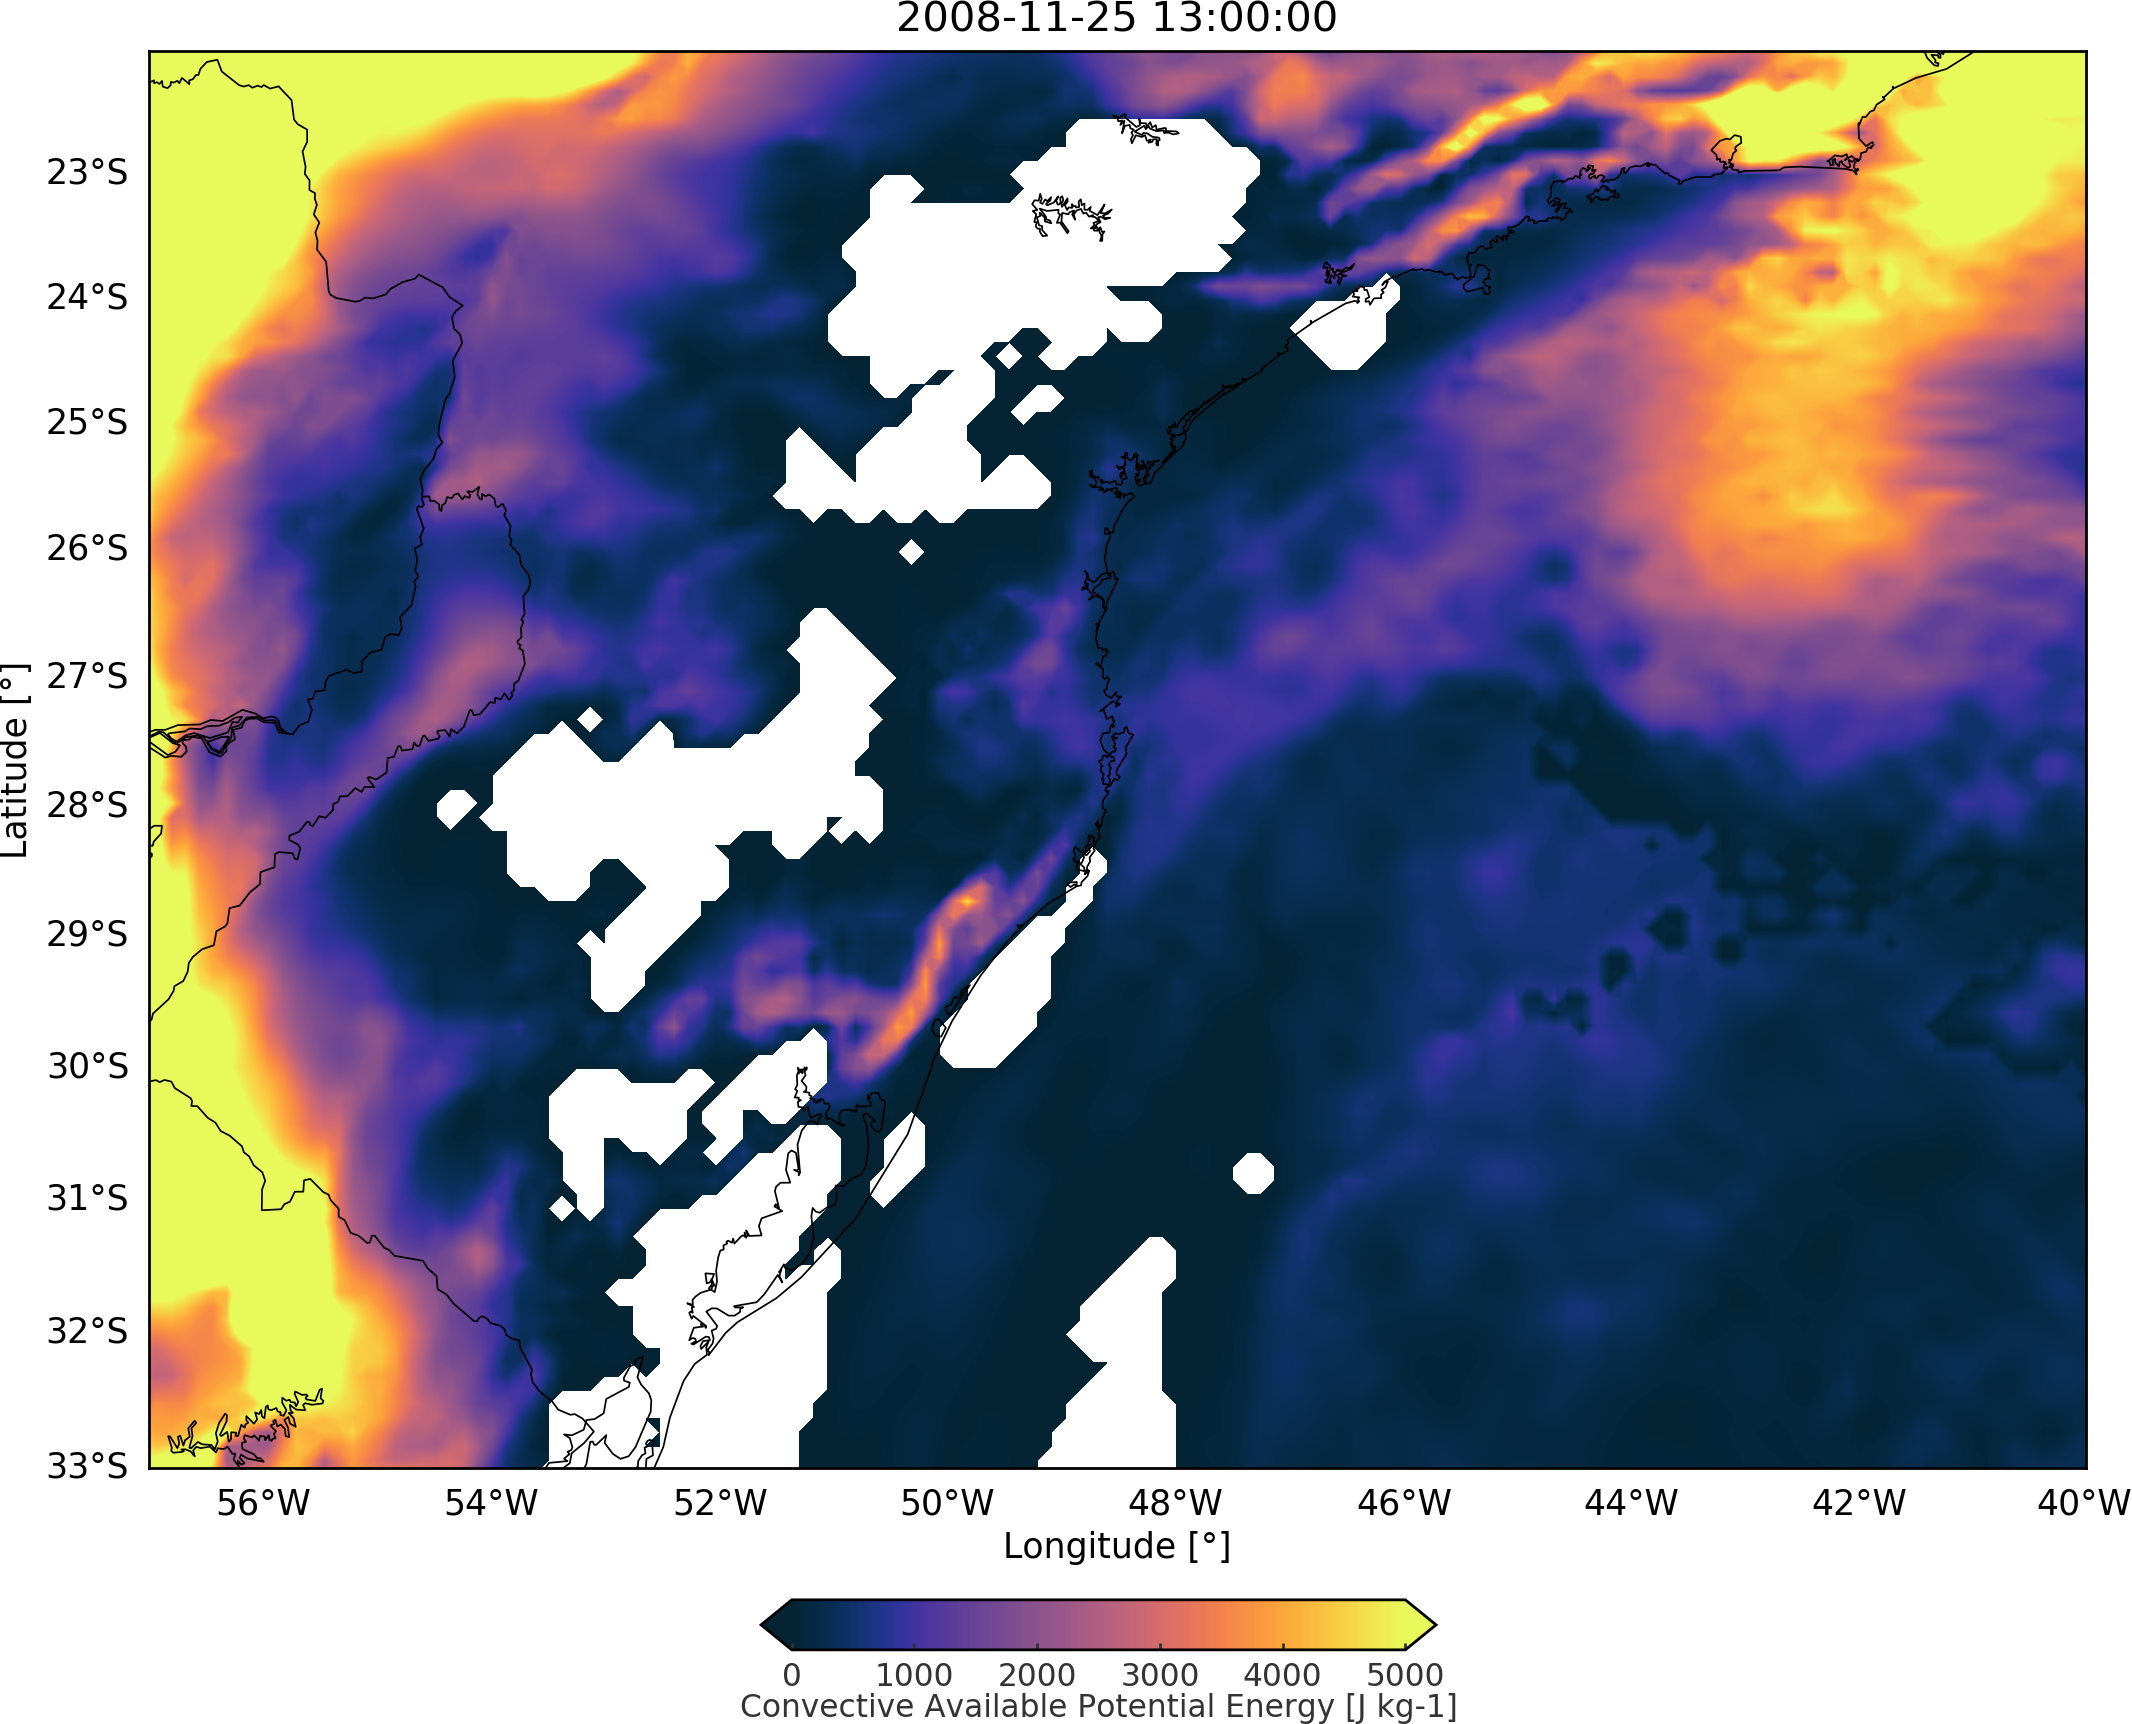 2008-11-25 13:00:00
Latitude [°]
23°S
24°S
25°S
26°S
27°S
28°S
29°S
30°S
31°S
32°S
33°S
56°W 54°W 52°W 50°W 48°W 46°W 44°W 42°W 40°W
Longitude [°]
0 1000 2000 3000 4000 5000
Convective Available Potential Energy [J kg-1]